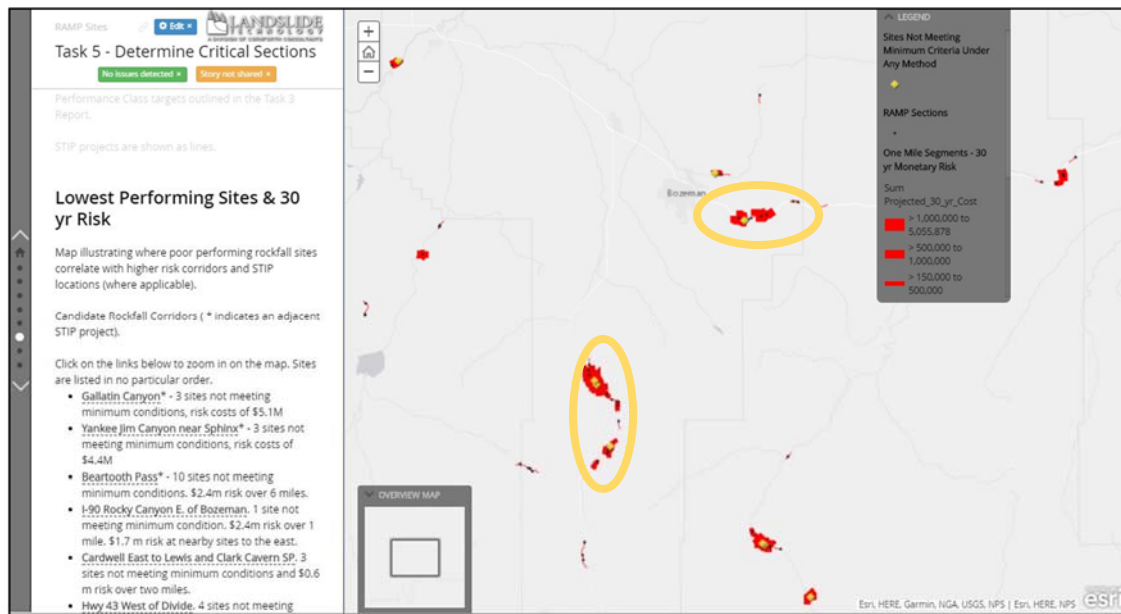 RAMP Sites
Edit ×
LANDSLIDE
TECHNOLOGY
A DIVISION OF CORNFORTH CONSULTANTS
Task 5 - Determine Critical Sections
No issues detected ×
Story not shared ×
Performance Class targets outlined in the Task 3
Report.
STIP projects are shown as lines.
Lowest Performing Sites & 30
yr Risk
Map illustrating where poor performing rockfall sites
correlate with higher risk corridors and STIP
locations (where applicable).
Candidate Rockfall Corridors ( * indicates an adjacent
STIP project).
Click on the links below to zoom in on the map. Sites
are listed in no particular order.
• Gallatin Canyon* - 3 sites not meeting
minimum conditions, risk costs of $5.1M
• Yankee Jim Canyon near Sphinx* - 3 sites not
meeting minimum conditions, risk costs of
$4.4M
• Beartooth Pass* - 10 sites not meeting
minimum conditions. $2.4m risk over 6 miles.
• I-90 Rocky Canyon E. of Bozeman. 1 site not
meeting minimum condition. $2.4m risk over 1
mile. $1.7 m risk at nearby sites to the east.
• Cardwell East to Lewis and Clark Cavern SP. 3
sites not meeting minimum conditions and $0.6
m risk over two miles.
• Hwy 43 West of Divide. 4 sites not meeting
+
−
Bozeman
OVERVIEW MAP
LEGEND
Sites Not Meeting
Minimum Criteria Under
Any Method
RAMP Sections
One Mile Segments - 30
yr Monetary Risk
Sum
Projected_30_yr_Cost
> 1,000,000 to
5,055,878
> 500,000 to
1,000,000
> 150,000 to
500,000
Esri, HERE, Garmin, NGA, USGS, NPS | Esri, HERE, NPS
esri